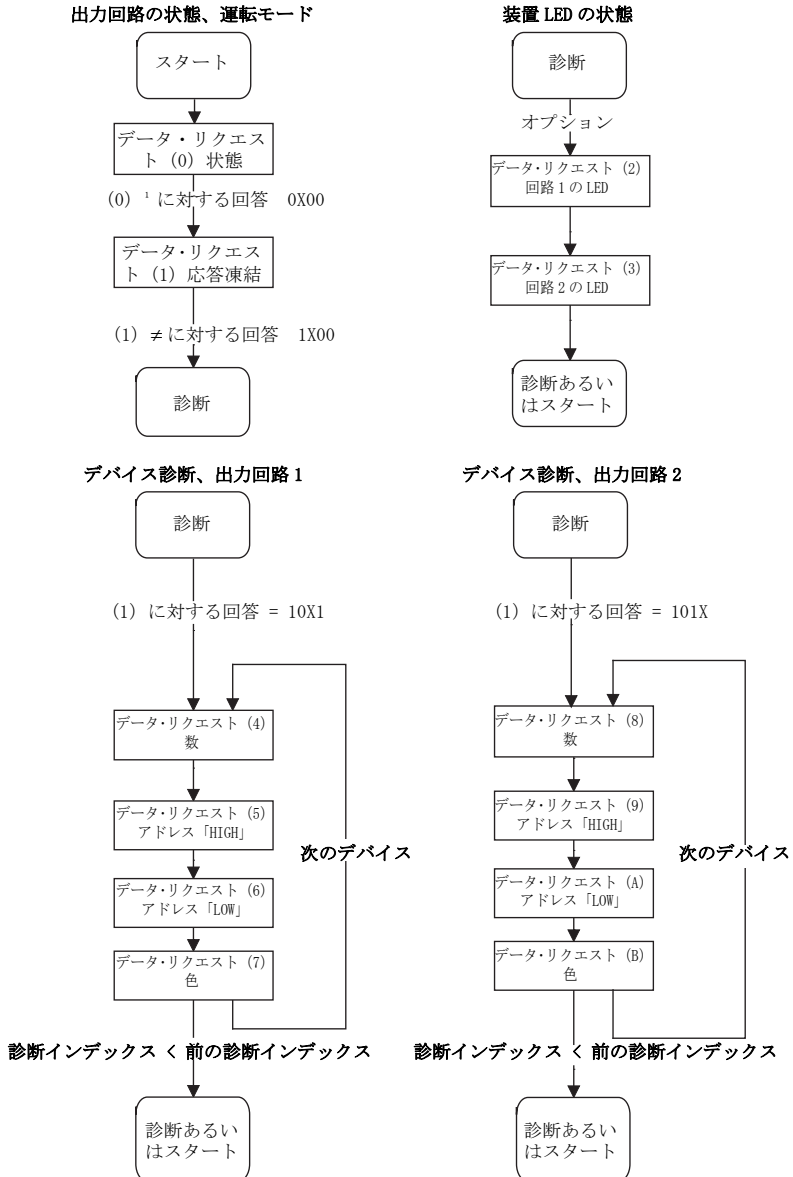 出力回路の状態、運転モード
スタート
データ・リクエス
ト (0) 状態
(0) ¹ に対する回答 0X00
データ・リクエス
ト (1) 応答凍結
(1) ≠ に対する回答 1X00
診断
装置 LED の状態
診断
オプション
データ・リクエスト (2)
回路 1 の LED
データ・リクエスト (3)
回路 2 の LED
診断あるい
はスタート
デバイス診断、出力回路 1
診断
(1) に対する回答 = 10X1
データ・リクエスト (4)
数
データ・リクエスト (5)
アドレス「HIGH」
データ・リクエスト (6)
アドレス「LOW」
データ・リクエスト (7)
色
次のデバイス
診断インデックス < 前の診断インデックス
診断あるい
はスタート
デバイス診断、出力回路 2
診断
(1) に対する回答 = 101X
データ・リクエスト (8)
数
データ・リクエスト (9)
アドレス「HIGH」
データ・リクエスト (A)
アドレス「LOW」
データ・リクエスト (B)
色
次のデバイス
診断インデックス < 前の診断インデックス
診断あるい
はスタート